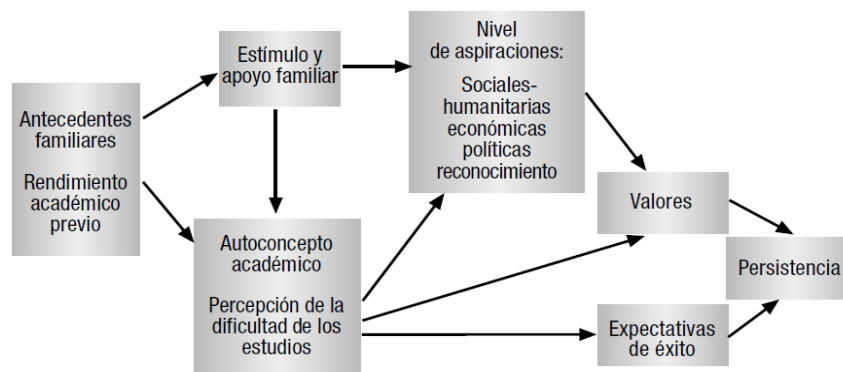 Antecedentes
familiares
Rendimiento
académico
previo
Estímulo y
apoyo familiar
Autoconcepto
académico
Percepción de la
dificultad de los
estudios
Nivel
de aspiraciones:
Sociales-
humanitarias
económicas
políticas
reconocimiento
Valores
Expectativas
de éxito
Persistencia